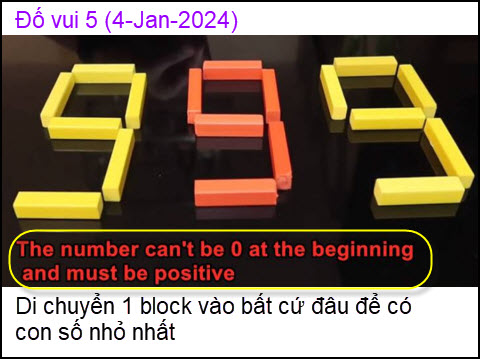 Đố vui 5 (4-Jan-2024)
The number can't be 0 at the beginning
and must be positive
Di chuyển 1 block vào bất cứ đâu để có
con số nhỏ nhất